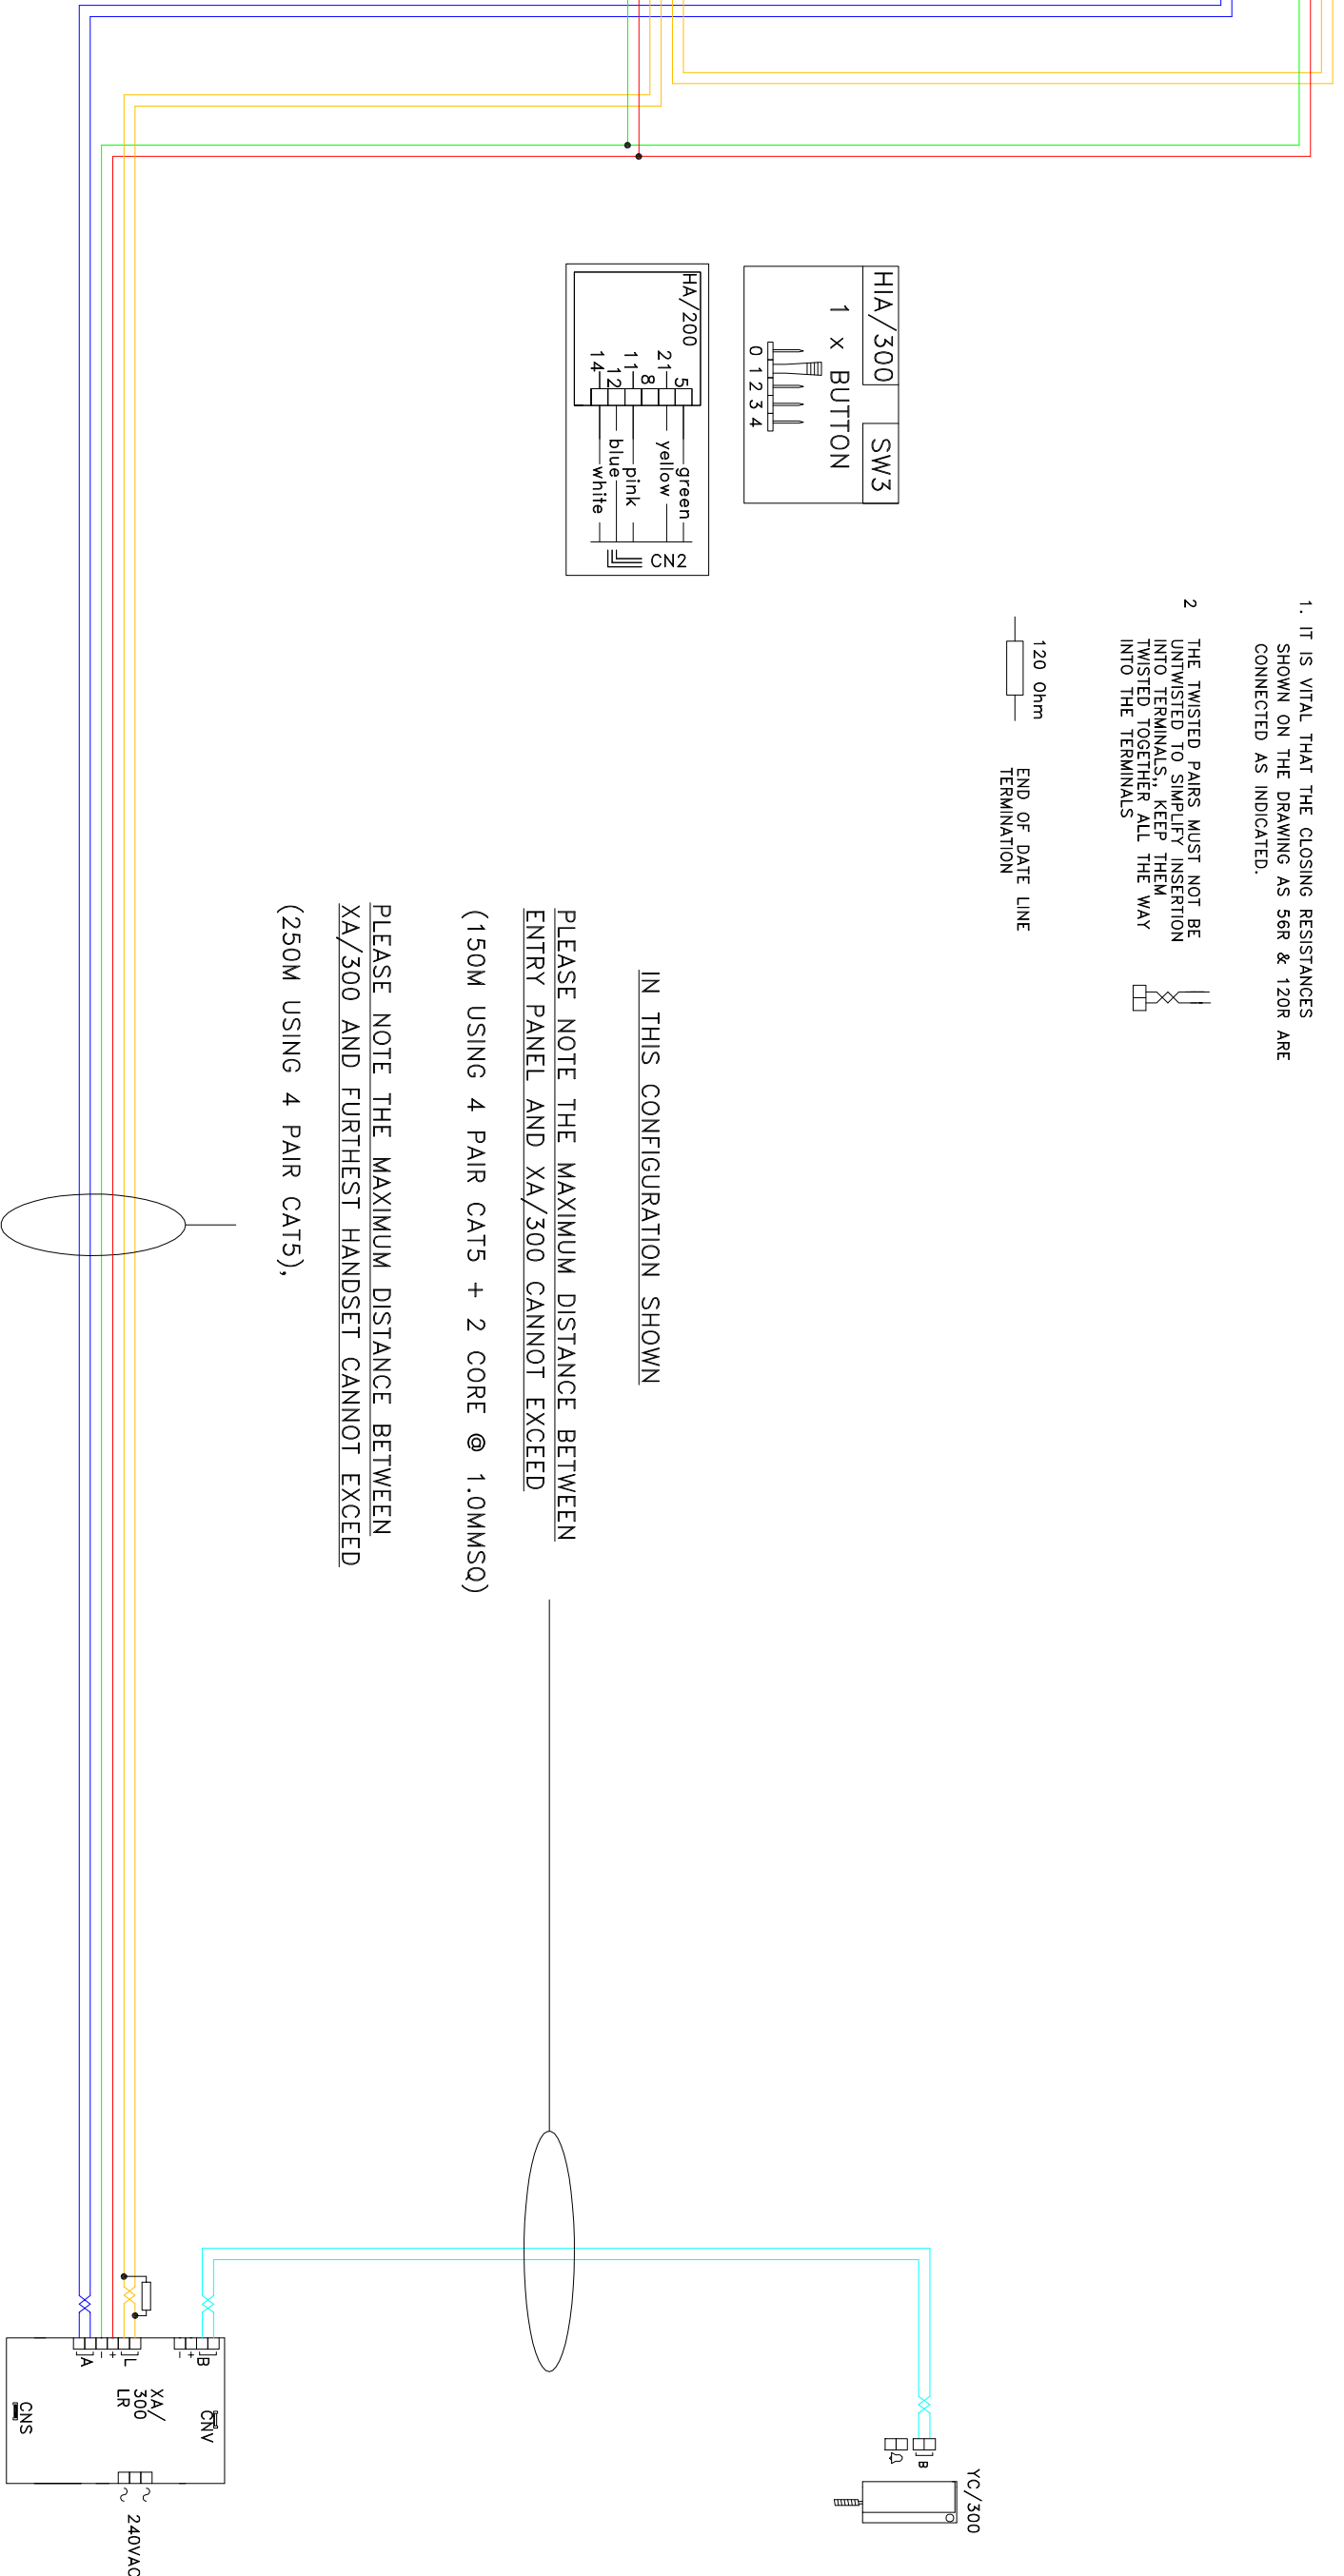 1. IT IS VITAL THAT THE CLOSING RESISTANCES
SHOWN ON THE DRAWING AS 56R & 120R ARE
CONNECTED AS INDICATED.
2 THE TWISTED PAIRS MUST NOT BE
UNTWISTED TO SIMPLIFY INSERTION
INTO TERMINALS,, KEEP THEM
TWISTED TOGETHER ALL THE WAY
INTO THE TERMINALS
120 Ohm
END OF DATE LINE
TERMINATION
HIA/300
SW3
1 x BUTTON
0 1 2 3 4
HA/200
5
21
8
11
12
14
green
yellow
pink
blue
white
CN2
IN THIS CONFIGURATION SHOWN
PLEASE NOTE THE MAXIMUM DISTANCE BETWEEN
ENTRY PANEL AND XA/300 CANNOT EXCEED
(150M USING 4 PAIR CAT5 + 2 CORE @ 1.0MMSQ)
PLEASE NOTE THE MAXIMUM DISTANCE BETWEEN
XA/300 AND FURTHEST HANDSET CANNOT EXCEED
(250M USING 4 PAIR CAT5),
YC/300
B
B
+
-
L
+
-
A
CNV
XA/
300
LR
CNS
240VAC